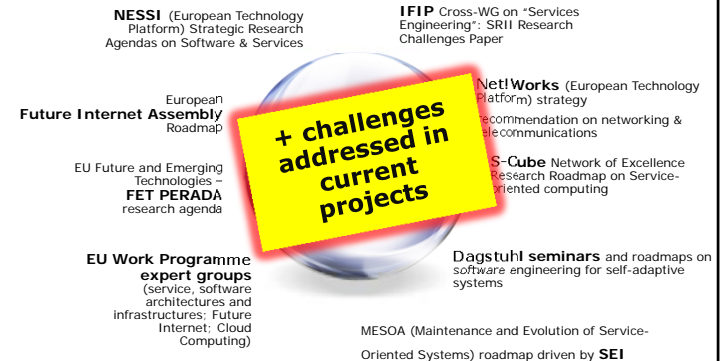 NESSI (European Technology
Platform) Strategic Research
Agendas on Software & Services
IFIP Cross-WG on “Services
Engineering”: SRII Research
Challenges Paper
European
Future Internet Assembly
Roadmap
Net!Works (European Technology
Platform) strategy
recommendation on networking &
telecommunications
+ challenges
addressed in
current
projects
EU Future and Emerging
Technologies –
FET PERADA
research agenda
S-Cube Network of Excellence
Research Roadmap on Service-
oriented computing
EU Work Programme
expert groups
(service, software
architectures and
infrastructures; Future
Internet; Cloud
Computing)
Dagstuhl seminars and roadmaps on
software engineering for self-adaptive
systems
MESOA (Maintenance and Evolution of Service-
Oriented Systems) roadmap driven by SEI